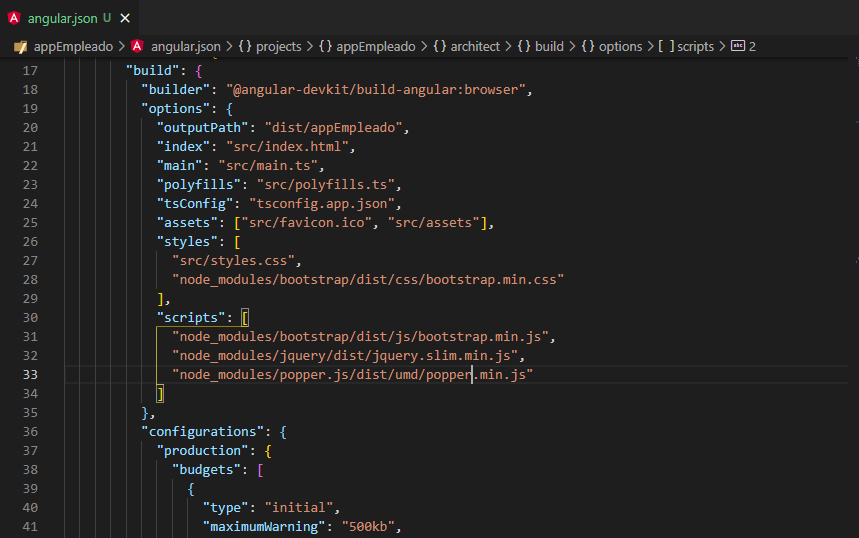 angular.json U
appEmpleado > angular.json > {} projects > {} appEmpleado > {} architect > {} build > {} options > [ ] scripts > abc 2
17 "build": {
18 "builder": "@angular-devkit/build-angular:browser",
19 "options": {
20 "outputPath": "dist/appEmpleado",
21 "index": "src/index.html",
22 "main": "src/main.ts",
23 "polyfills": "src/polyfills.ts",
24 "tsConfig": "tsconfig.app.json",
25 "assets": ["src/favicon.ico", "src/assets"],
26 "styles": [
27 "src/styles.css",
28 "node_modules/bootstrap/dist/css/bootstrap.min.css"
29 ],
30 "scripts": [
31 "node_modules/bootstrap/dist/js/bootstrap.min.js",
32 "node_modules/jquery/dist/jquery.slim.min.js",
33 "node_modules/popper.js/dist/umd/popper.min.js"
34 ]
35 },
36 "configurations": {
37 "production": {
38 "budgets": [
39 {
40 "type": "initial",
41 "maximumWarning": "500kb",